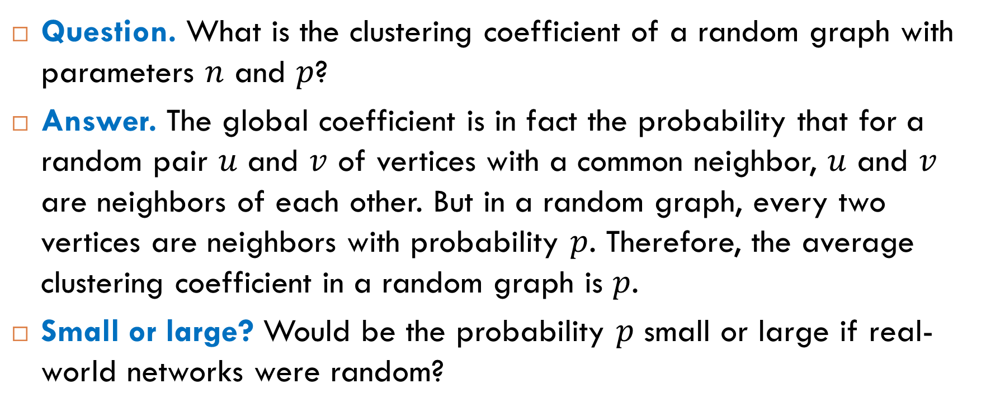 Question. What is the clustering coefficient of a random graph with
parameters n and p?
Answer. The global coefficient is in fact the probability that for a
random pair u and v of vertices with a common neighbor, u and v
are neighbors of each other. But in a random graph, every two
vertices are neighbors with probability p. Therefore, the average
clustering coefficient in a random graph is p.
Small or large? Would be the probability p small or large if real-
world networks were random?